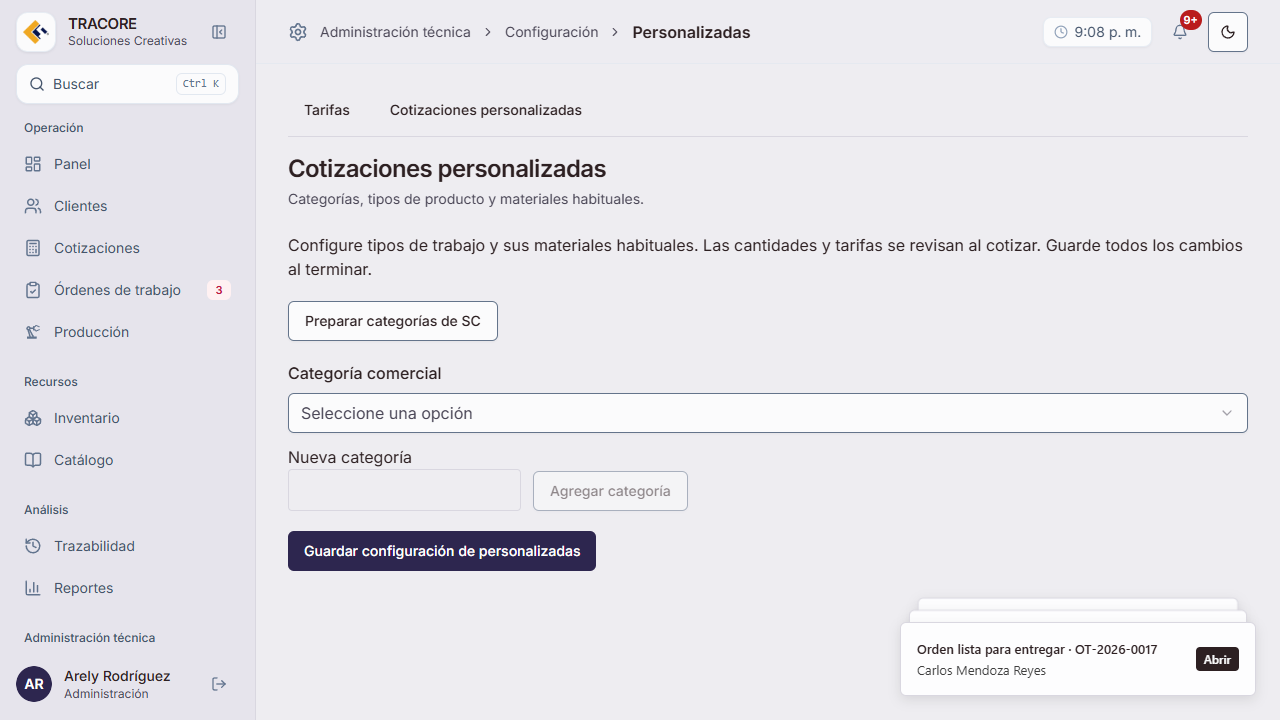 TRACORE
Soluciones Creativas
Buscar
Ctrl K
Operación
Panel
Clientes
Cotizaciones
Órdenes de trabajo
3
Producción
Recursos
Inventario
Catálogo
Análisis
Trazabilidad
Reportes
Administración técnica
AR
Arely Rodríguez
Administración
Administración técnica
Configuración
Personalizadas
9:08 p. m.
9+
Tarifas
Cotizaciones personalizadas
Cotizaciones personalizadas
Categorías, tipos de producto y materiales habituales.
Configure tipos de trabajo y sus materiales habituales. Las cantidades y tarifas se revisan al cotizar. Guarde todos los cambios
al terminar.
Preparar categorías de SC
Categoría comercial
Seleccione una opción
Nueva categoría
Agregar categoría
Guardar configuración de personalizadas
Orden lista para entregar · OT-2026-0017
Carlos Mendoza Reyes
Abrir